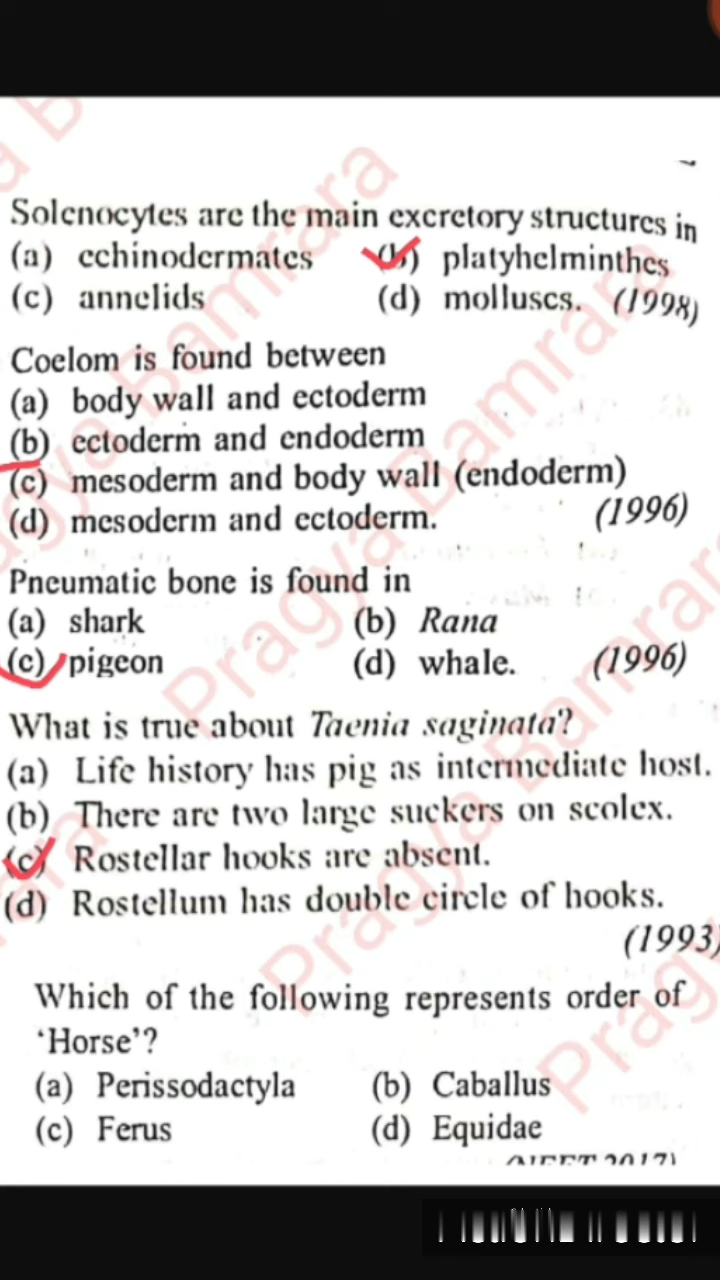 Solenocytes are the main excretory structures in
(a) echinodermates (b) platyhelminthes
(c) annelids (d) molluscs. (1998)
Coelom is found between
(a) body wall and ectoderm
(b) ectoderm and endoderm
(c) mesoderm and body wall (endoderm)
(d) mesoderm and ectoderm. (1996)
Pneumatic bone is found in
(a) shark (b) Rana
(c) pigeon (d) whale. (1996)
What is true about Taenia saginata?
(a) Life history has pig as intermediate host.
(b) There are two large suckers on scolex.
(c) Rostellar hooks are absent.
(d) Rostellum has double circle of hooks.
(1993)
Which of the following represents order of
‘Horse’?
(a) Perissodactyla (b) Caballus
(c) Ferus (d) Equidae
(NEET 2017)
Pragya Bamrara